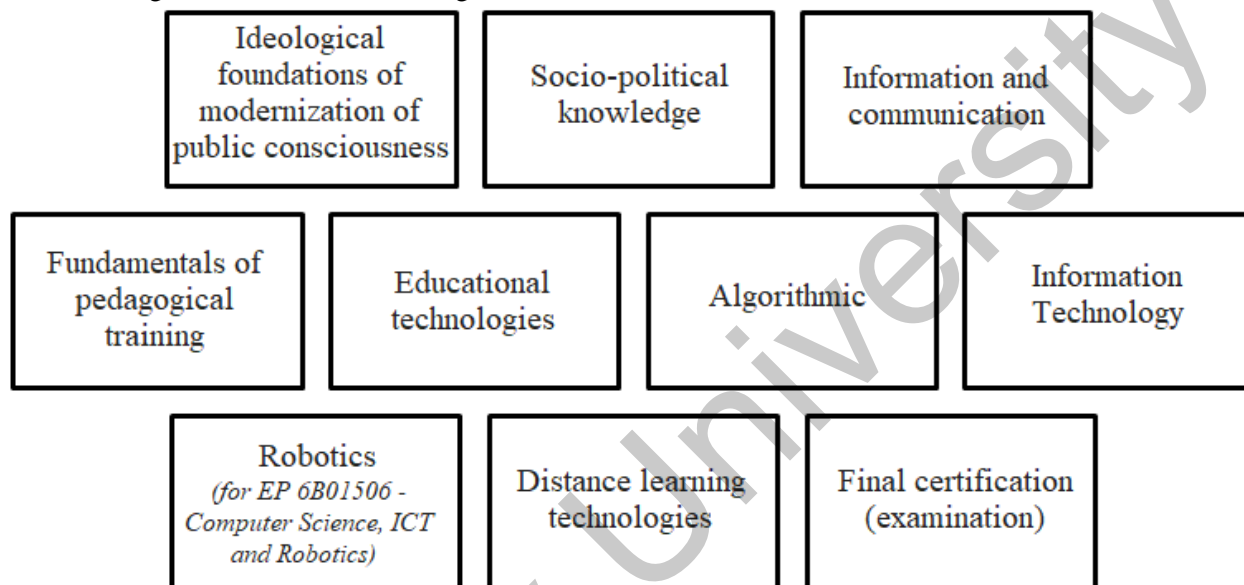 Ideological
foundations of
modernization of
public consciousness
Socio-political
knowledge
Information and
communication
Fundamentals of
pedagogical
training
Educational
technologies
Algorithmic
Information
Technology
Robotics
(for EP 6B01506 -
Computer Science, ICT
and Robotics)
Distance learning
technologies
Final certification
(examination)
University